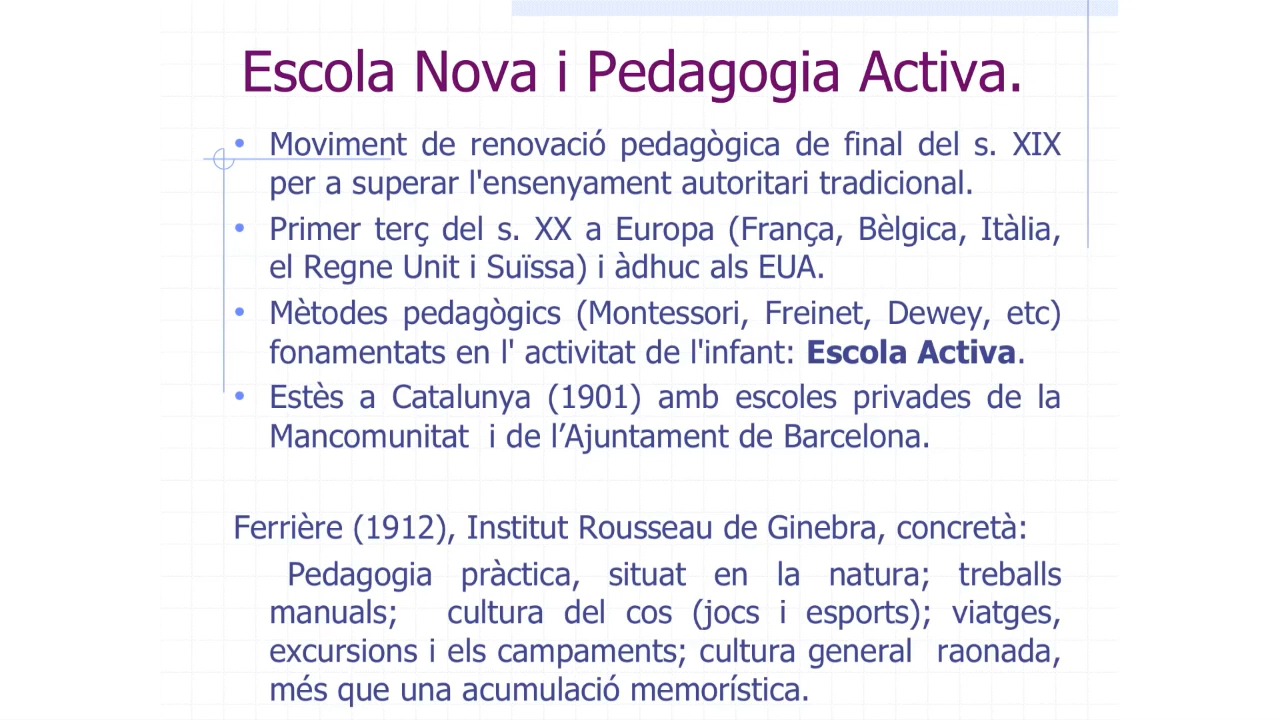 Escola Nova i Pedagogia Activa.
• Moviment de renovació pedagògica de final del s. XIX
per a superar l'ensenyament autoritari tradicional.
• Primer terç del s. XX a Europa (França, Bèlgica, Itàlia,
el Regne Unit i Suïssa) i àdhuc als EUA.
• Mètodes pedagògics (Montessori, Freinet, Dewey, etc)
fonamentats en l' activitat de l'infant: Escola Activa.
• Estès a Catalunya (1901) amb escoles privades de la
Mancomunitat  i de l’Ajuntament de Barcelona.
Ferrière (1912), Institut Rousseau de Ginebra, concretà:
Pedagogia pràctica, situat en la natura; treballs
manuals;  cultura del cos (jocs i esports); viatges,
excursions i els campaments; cultura general  raonada,
més que una acumulació memorística.